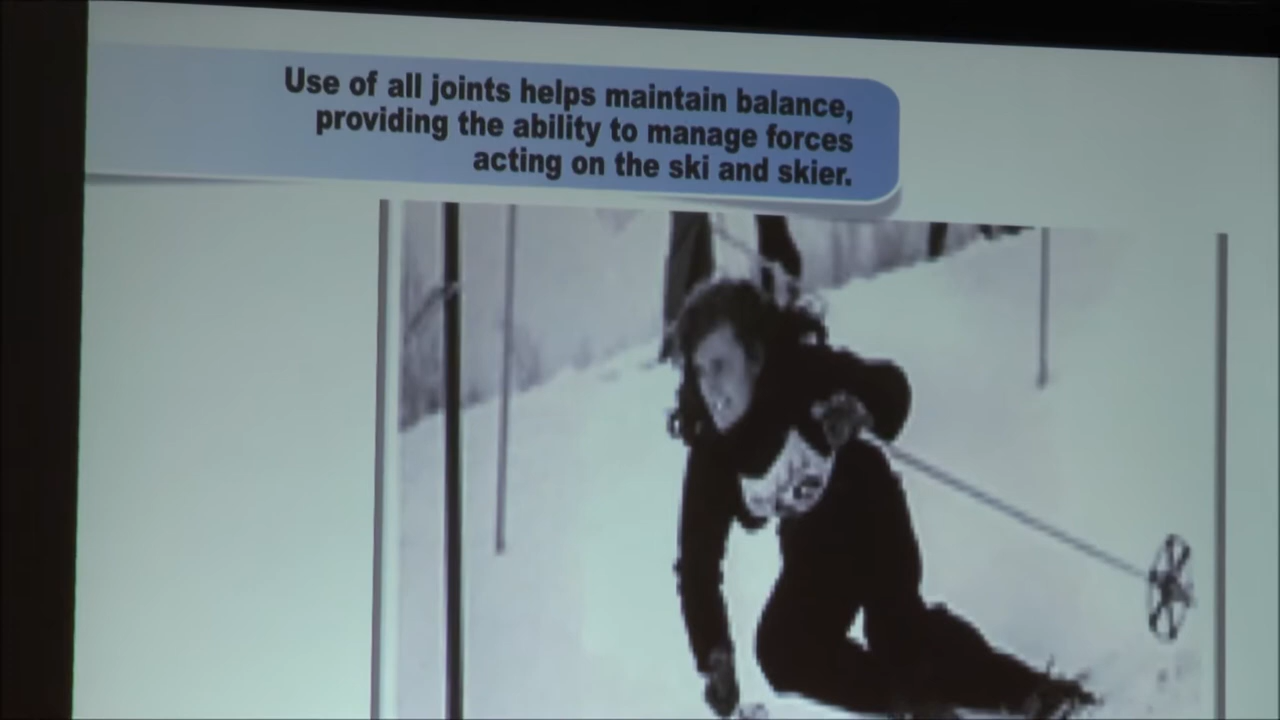 Use of all joints helps maintain balance,
providing the ability to manage forces
acting on the ski and skier.